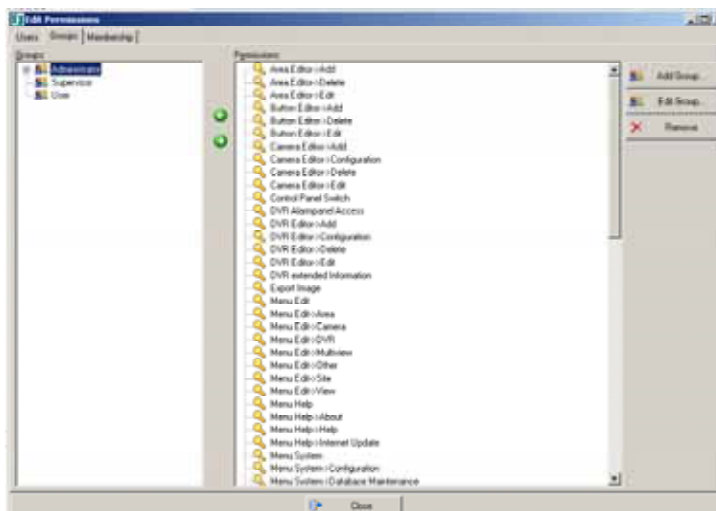 Edit Permissions
Users Groups Membership
Groups
Administrator
Supervisor
User
Permissions
Area Editor>Add
Area Editor>Delete
Area Editor>Edit
Button Editor>Add
Button Editor>Delete
Button Editor>Edit
Camera Editor>Add
Camera Editor>Configuration
Camera Editor>Delete
Camera Editor>Edit
Control Panel Switch
DVR Alarmpanel Access
DVR Editor>Add
DVR Editor>Configuration
DVR Editor>Delete
DVR Editor>Edit
DVR extended Information
Export Image
Menu Edit
Menu Edit>Area
Menu Edit>Camera
Menu Edit>DVR
Menu Edit>Multiview
Menu Edit>Other
Menu Edit>Site
Menu Edit>View
Menu Help
Menu Help>About
Menu Help>Help
Menu Help>Internet Update
Menu System
Menu System>Configuration
Menu System>Database Maintenance
Add Group...
Edit Group...
Remove
Close